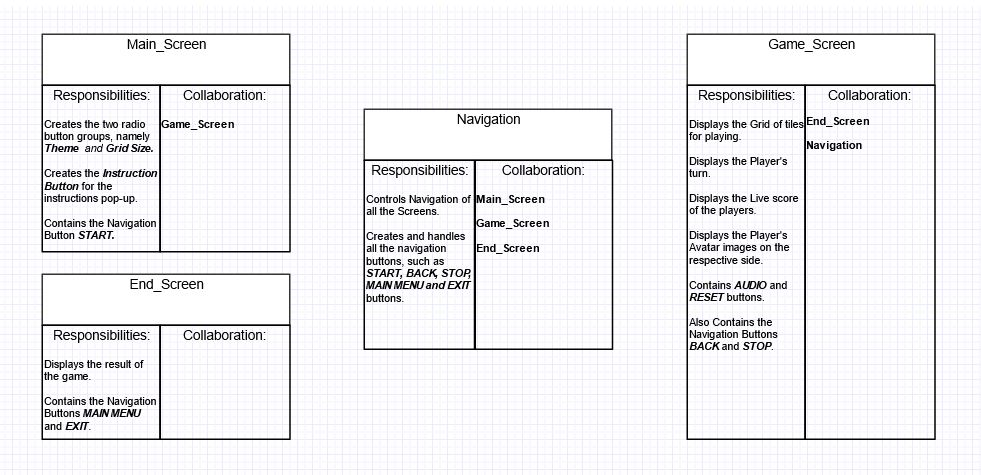 Main_Screen
Responsibilities:
Creates the two radio
button groups, namely
Theme and Grid Size.
Creates the Instruction
Button for the
instructions pop-up.
Contains the Navigation
Button START.
Collaboration:
Game_Screen
End_Screen
Responsibilities:
Displays the result of
the game.
Contains the Navigation
Buttons MAIN MENU
and EXIT.
Collaboration:
Navigation
Responsibilities:
Controls Navigation of
all the Screens.
Creates and handles
all the navigation
buttons, such as
START, BACK, STOP,
MAIN MENU and EXIT
buttons.
Collaboration:
Main_Screen
Game_Screen
End_Screen
Game_Screen
Responsibilities:
Displays the Grid of tiles
for playing.
Displays the Player's
turn.
Displays the Live score
of the players.
Displays the Player's
Avatar images on the
respective side.
Contains AUDIO and
RESET buttons.
Also Contains the
Navigation Buttons
BACK and STOP.
Collaboration:
End_Screen
Navigation